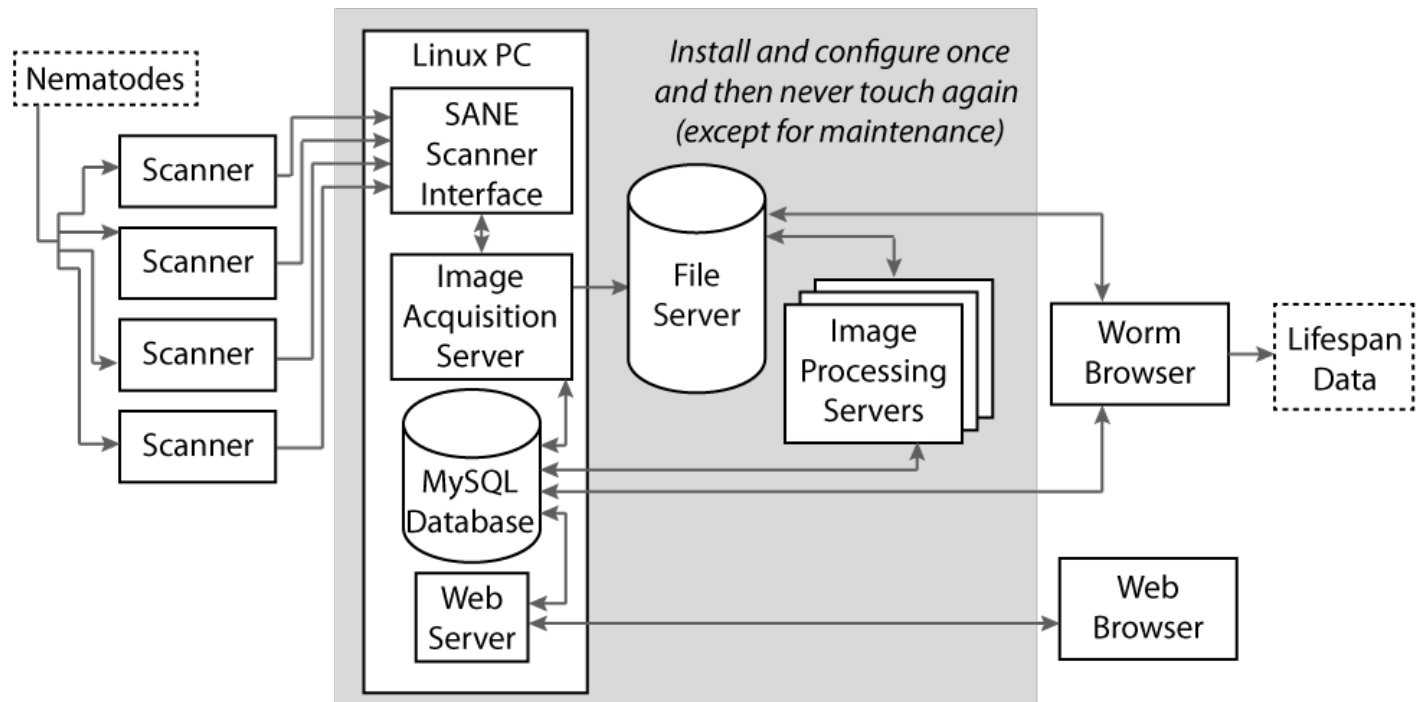 Nematodes
Scanner
Scanner
Scanner
Scanner
Linux PC
SANE
Scanner
Interface
Image
Acquisition
Server
MySQL
Database
Web
Server
Install and configure once
and then never touch again
(except for maintenance)
File
Server
Image
Processing
Servers
Worm
Browser
Lifespan
Data
Web
Browser